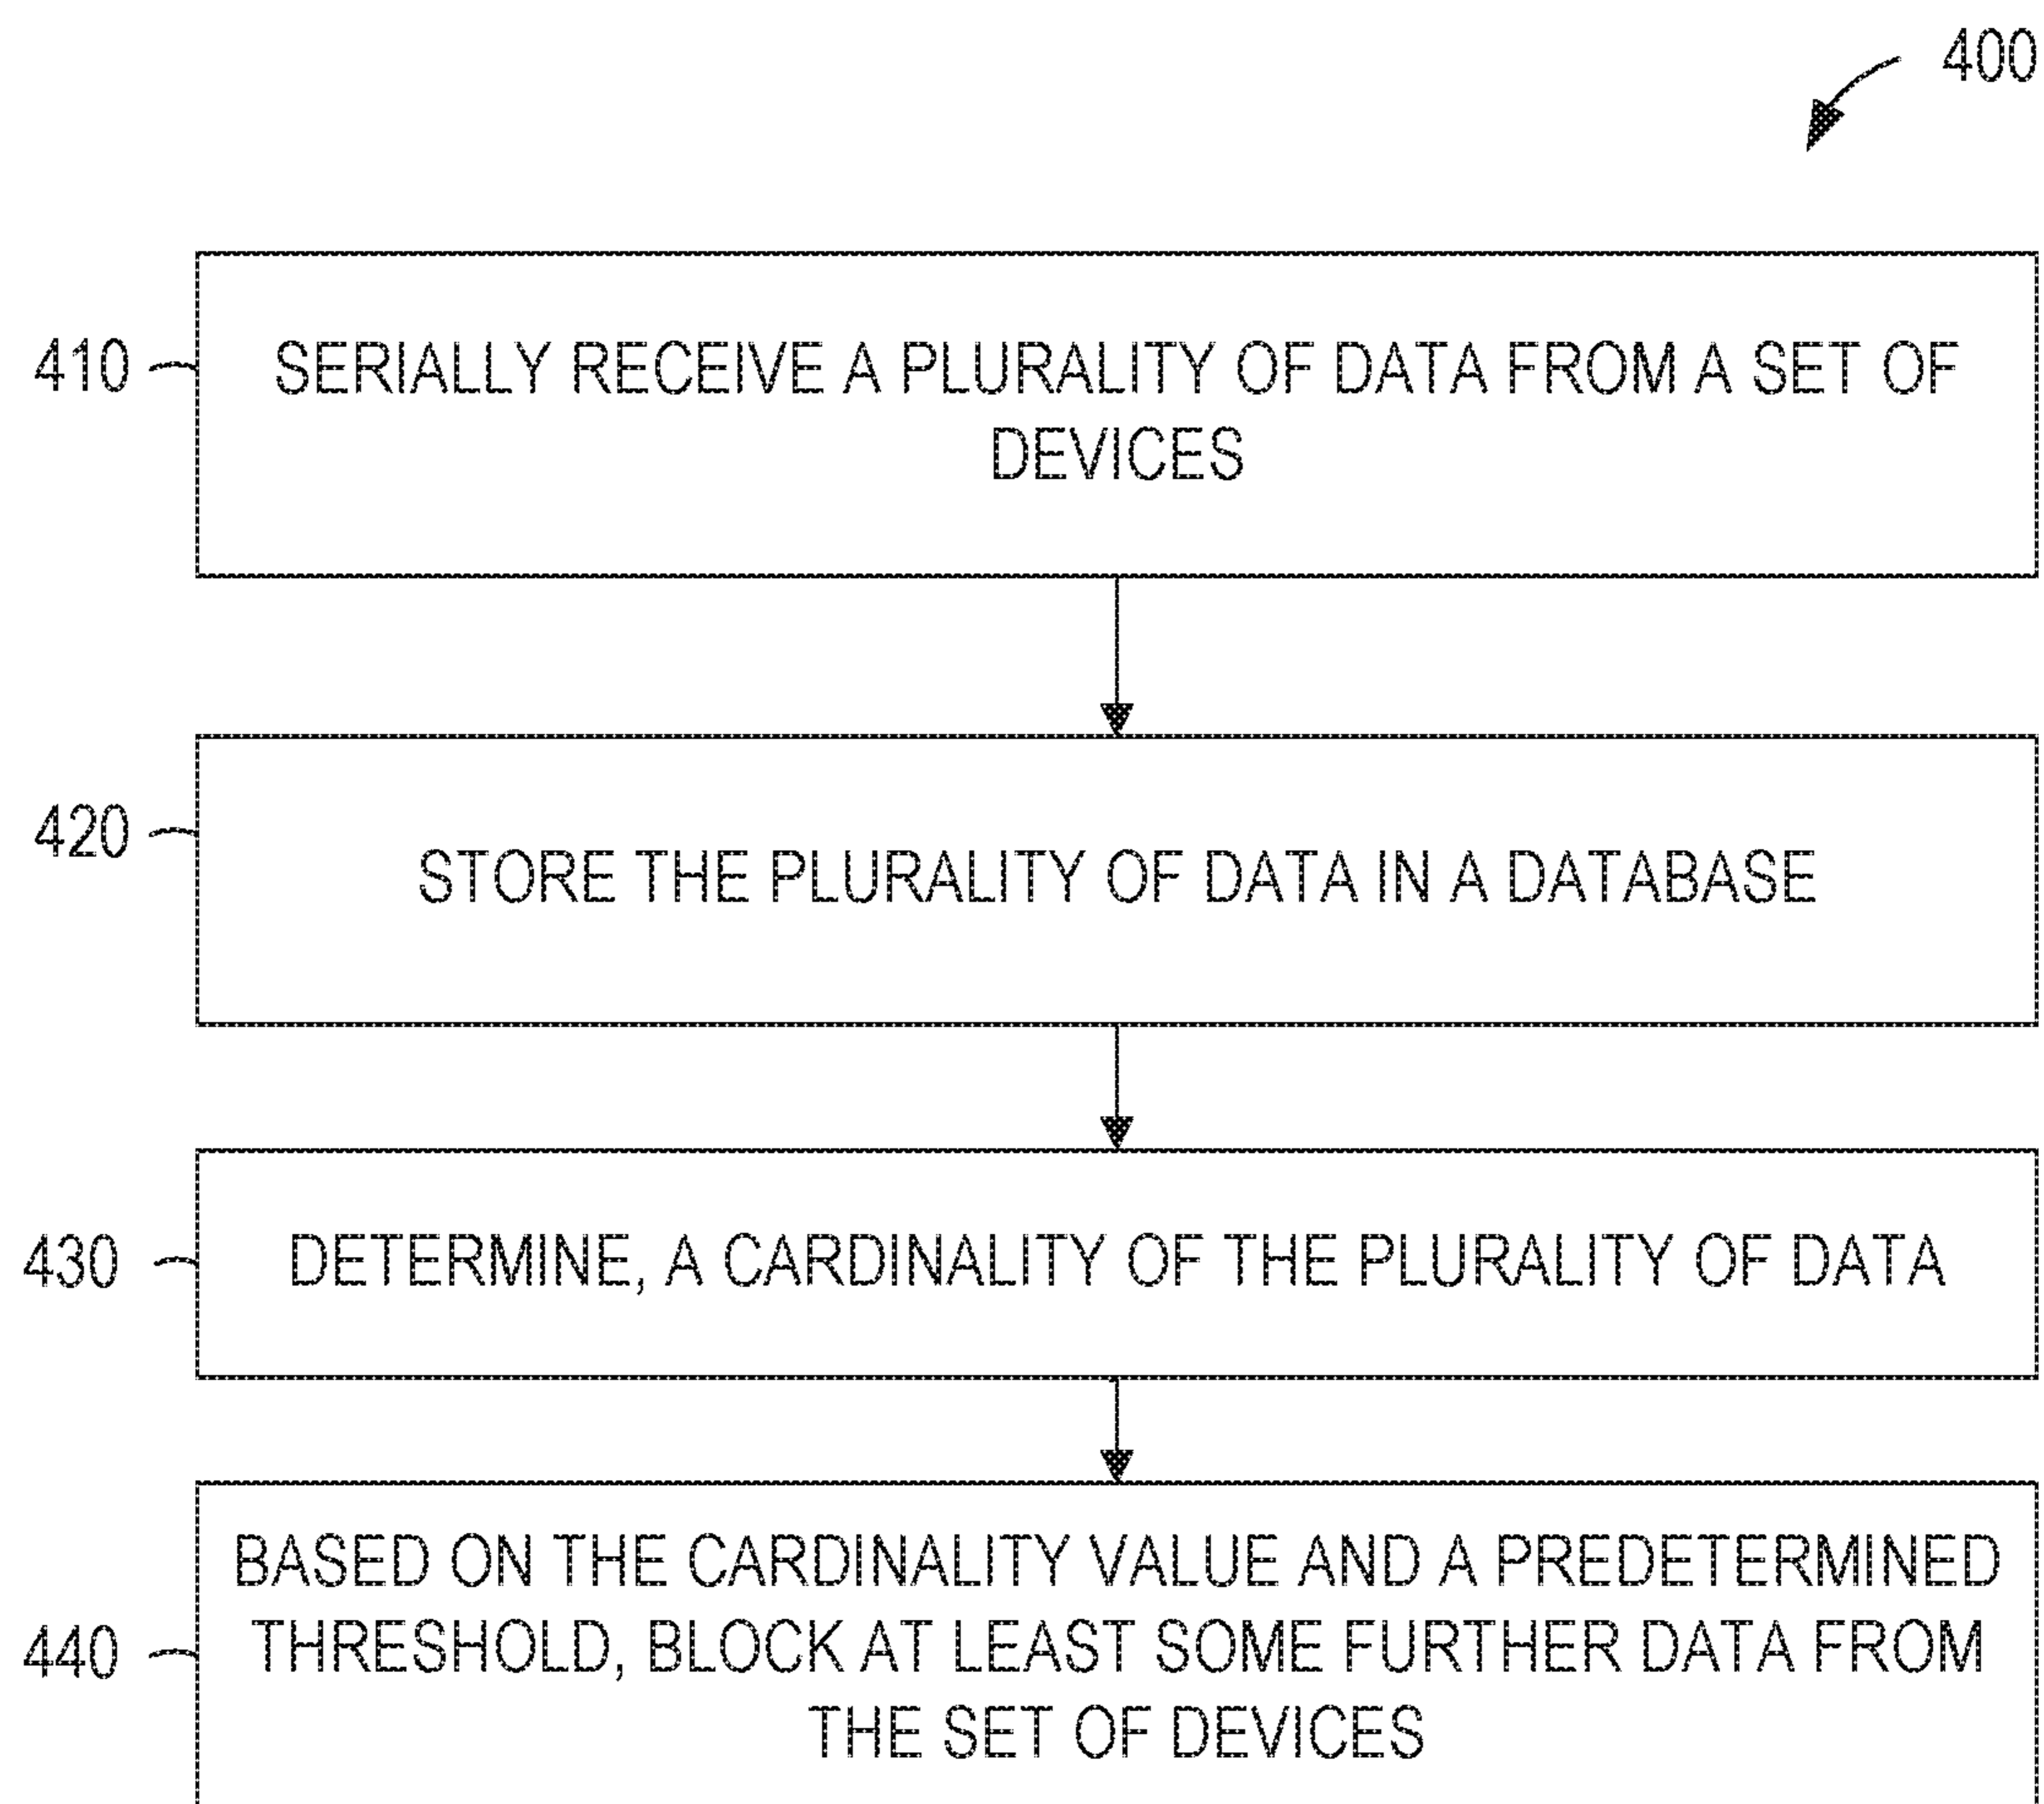 400
410
SERIALLY RECEIVE A PLURALITY OF DATA FROM A SET OF
DEVICES
420
STORE THE PLURALITY OF DATA IN A DATABASE
430
DETERMINE, A CARDINALITY OF THE PLURALITY OF DATA
440
BASED ON THE CARDINALITY VALUE AND A PREDETERMINED
THRESHOLD, BLOCK AT LEAST SOME FURTHER DATA FROM
THE SET OF DEVICES